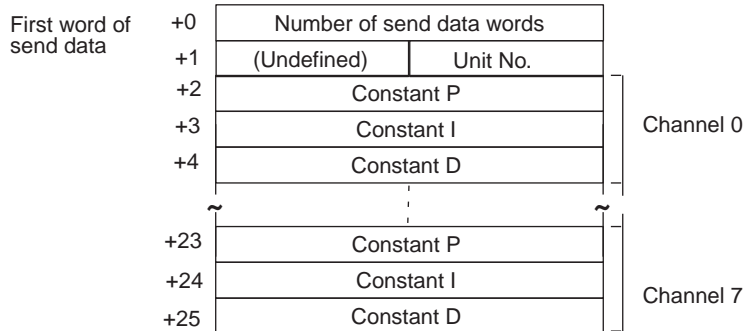 First word of
send data
+0 Number of send data words
+1 (Undefined) Unit No.
+2 Constant P
+3 Constant I
+4 Constant D
Channel 0
~ ~
+23 Constant P
+24 Constant I
+25 Constant D
Channel 7